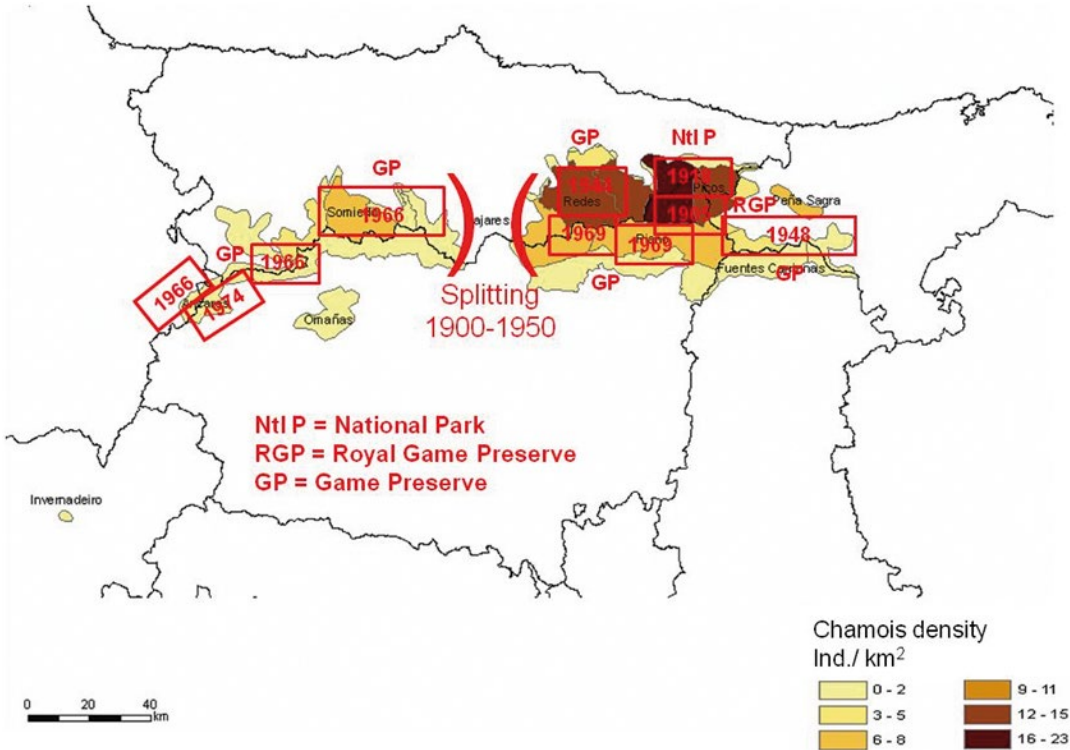 GP
Ntl P
GP
Somiedo
1966
Redes
Picos
RGP
Peña Sagra
1948
1969
1969
GP
1966
Fuentes Carrionas
GP
GP
1966
1974
Omañas
Splitting
1900-1950
Ntl P = National Park
RGP = Royal Game Preserve
GP = Game Preserve
Invernadeiro
Chamois density
Ind./ km²
0 - 2
3 - 5
6 - 8
9 - 11
12 - 15
16 - 23
0 20 40
km